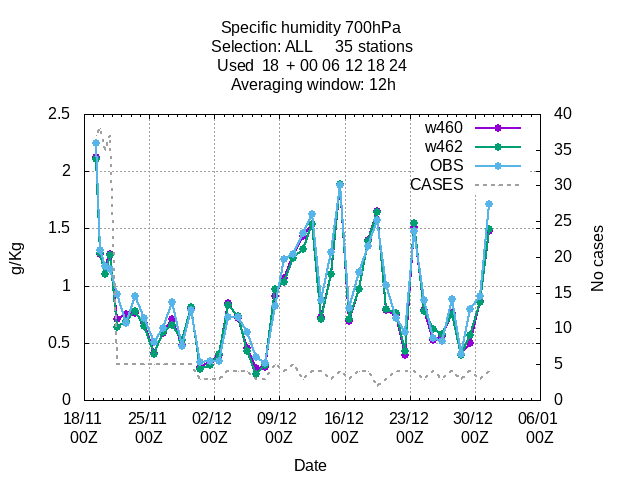 Specific humidity 700hPa
Selection: ALL 35 stations
Used 18 + 00 06 12 18 24
Averaging window: 12h
2.5
2
1.5
1
0.5
0
g/Kg
40
35
30
25
20
15
10
5
0
No cases
w460
w462
OBS
CASES
18/11 25/11 02/12 09/12 16/12 23/12 30/12 06/01
00Z 00Z 00Z 00Z 00Z 00Z 00Z 00Z
Date